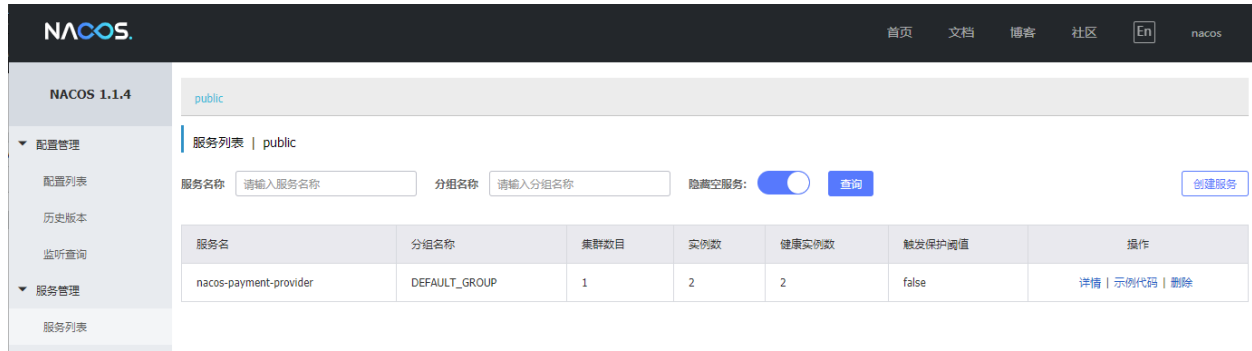 NACOS. 首页 文档 博客 社区 En nacos
NACOS 1.1.4
public
配置管理
服务列表 | public
配置列表
服务名称 请输入服务名称 分组名称 请输入分组名称 隐藏空服务: 查询 创建服务
历史版本
服务名 分组名称 集群数目 实例数 健康实例数 触发保护阈值 操作
监听查询
nacos-payment-provider DEFAULT_GROUP 1 2 2 false 详情 | 示例代码 | 删除
服务管理
服务列表